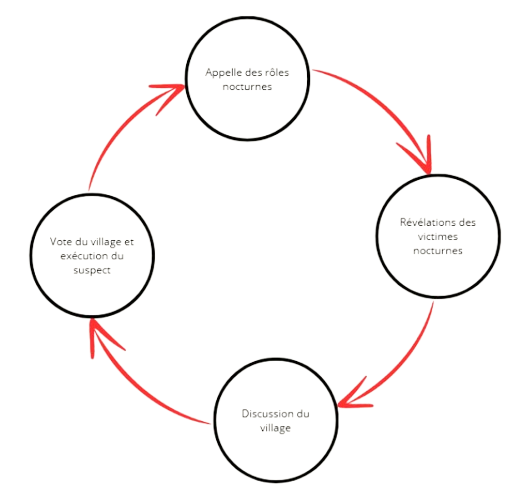 Appelle des rôles
nocturnes
Révélations des
victimes
nocturnes
Discussion du
village
Vote du village et
exécution du
suspect